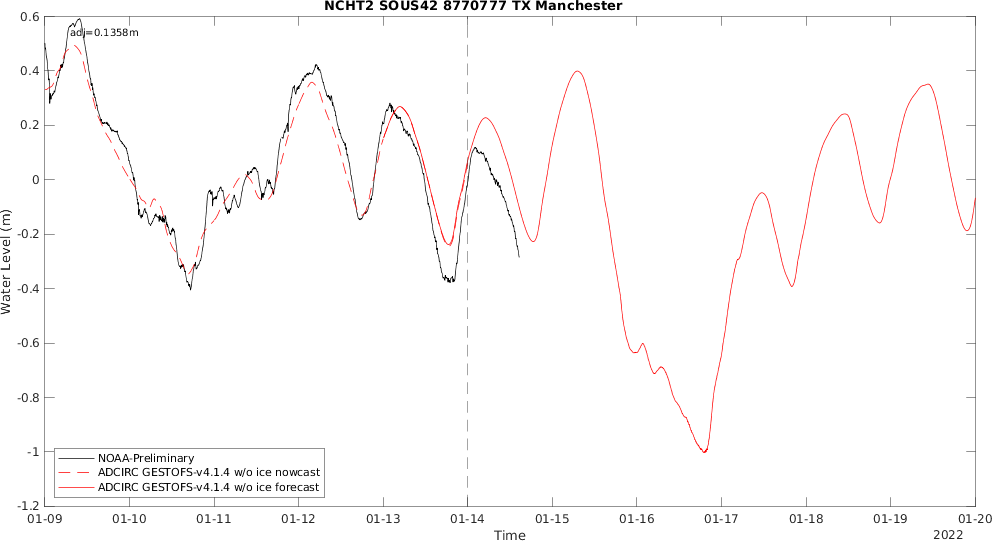 NCHT2 SOUS42 8770777 TX Manchester
adj=0.1358m
0.6
0.4
0.2
0
-0.2
-0.4
-0.6
-0.8
-1
-1.2
Water Level (m)
NOAA-Preliminary
ADCIRC GESTOFS-v4.1.4 w/o ice nowcast
ADCIRC GESTOFS-v4.1.4 w/o ice forecast
01-09 01-10 01-11 01-12 01-13 01-14 01-15 01-16 01-17 01-18 01-19 01-20
Time
2022